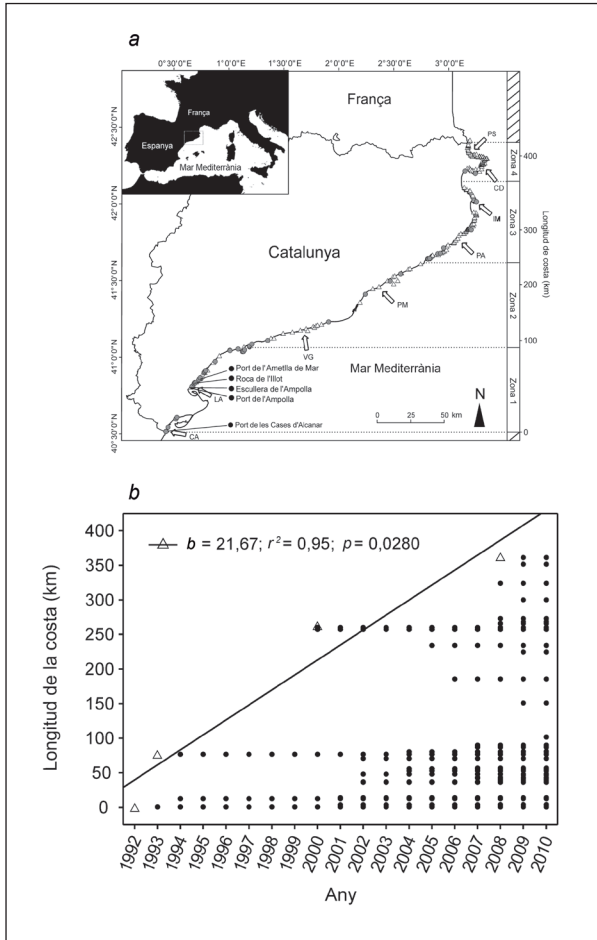 a
0°30'0"E 1°0'0"E 1°30'0"E 2°0'0"E 2°30'0"E 3°0'0"E
França
França
Espanya
Mar Mediterrània
42°30'0"N
42°0'0"N
41°30'0"N
41°0'0"N
40°30'0"N
Catalunya
PS
CD
IM
PA
PM
VG
LA
CA
Zona 4
Zona 3
Zona 2
Zona 1
400
300
200
100
0
Longitud de costa (km)
Port de l'Ametlla de Mar
Roca de l'Illot
Escullera de l'Ampolla
Port de l'Ampolla
Port de les Cases d'Alcanar
Mar Mediterrània
N
0 25 50 km
b
b = 21,67; r² = 0,95; p = 0,0280
Longitud de la costa (km)
400
350
300
250
200
150
100
50
0
1992 1993 1994 1995 1996 1997 1998 1999 2000 2001 2002 2003 2004 2005 2006 2007 2008 2009 2010
Any